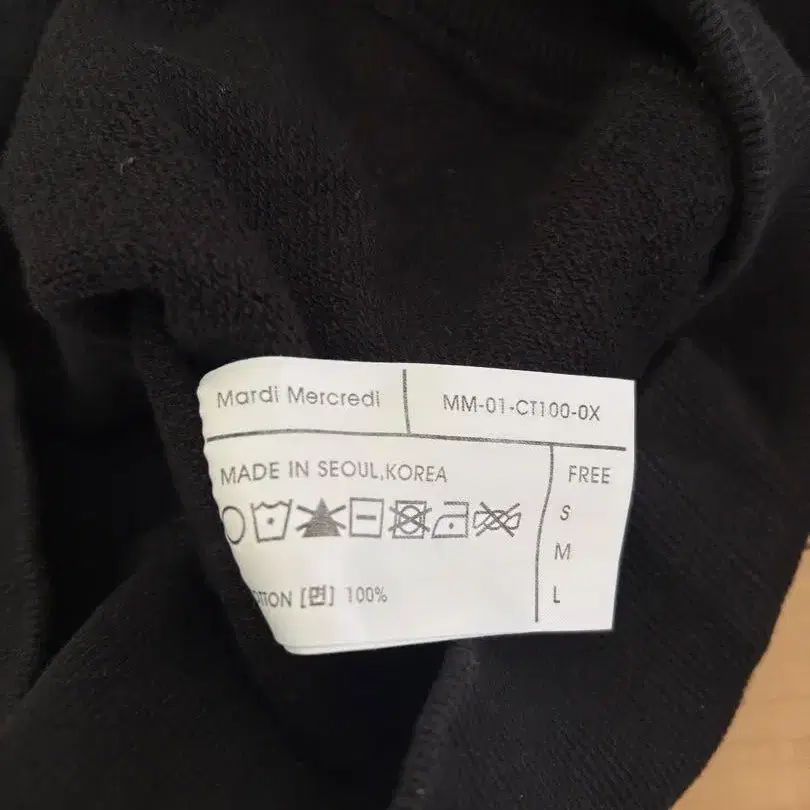 Mardi Mercredi
MM-01-CT100-0X
MADE IN SEOUL,KOREA
FREE
S
M
L
[면] 100%